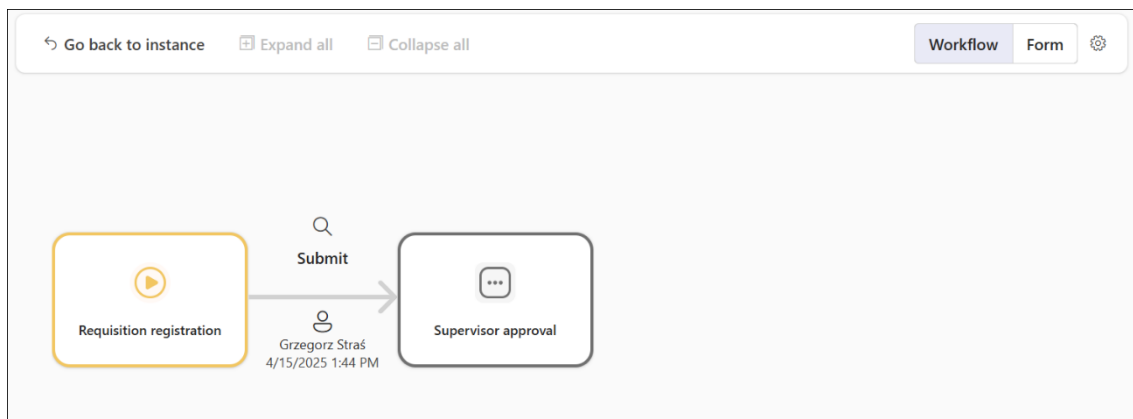 Go back to instance Expand all Collapse all Workflow Form
Submit
Requisition registration
Grzegorz Straś
4/15/2025 1:44 PM
Supervisor approval